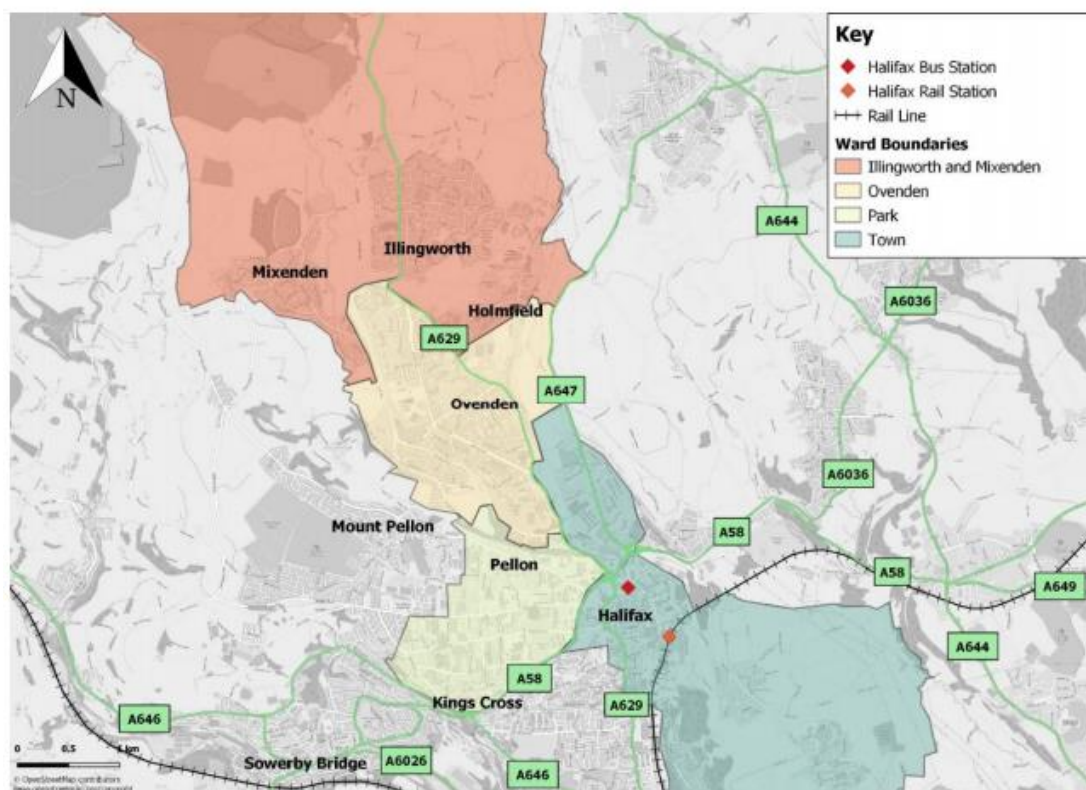 N
Key
Halifax Bus Station
Halifax Rail Station
Rail Line
Ward Boundaries
Illingworth and Mixenden
Ovenden
Park
Town
A644
Illingworth
Mixenden
A6036
Holmfield
A629
A647
Ovenden
A6036
Mount Pellon
A58
Pellon
A58
A649
Halifax
A644
A58
Kings Cross
A629
A646
0 0.5 1 km
Sowerby Bridge
A6026
A646
© OpenStreetMap contributors